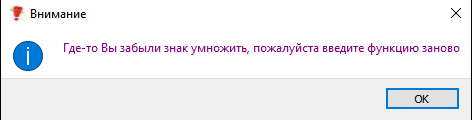 Внимание
Где-то Вы забыли знак умножить, пожалуйста введите функцию заново
OK